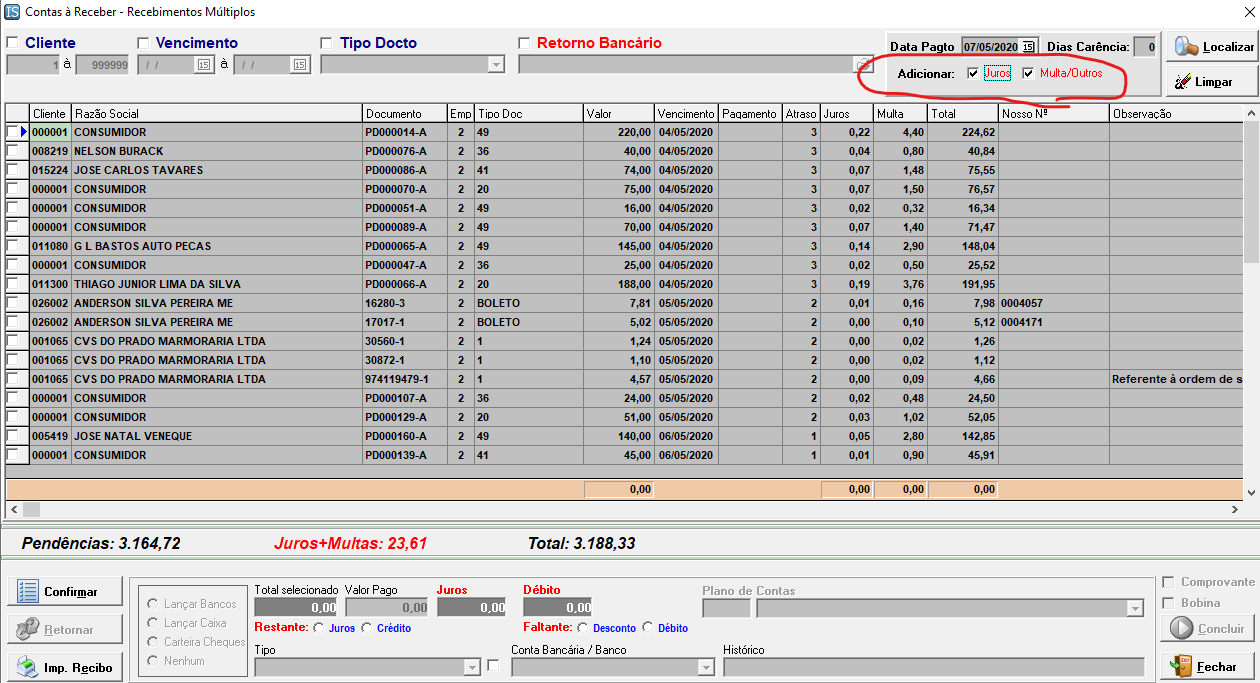 IS Contas à Receber - Recebimentos Múltiplos
Cliente Vencimento Tipo Docto Retorno Bancário
1 à 999999 / / 15 à / / 15
Data Pagto 07/05/2020 15 Dias Carência: 0
Adicionar: Juros Multa/Outros
Localizar
Limpar
Cliente Razão Social Documento Emp Tipo Doc Valor Vencimento Pagamento Atraso Juros Multa Total Nosso Nº Observação
000001 CONSUMIDOR PD000014-A 2 49 220,00 04/05/2020 3 0,22 4,40 224,62
008219 NELSON BURACK PD000076-A 2 36 40,00 04/05/2020 3 0,04 0,80 40,84
015224 JOSE CARLOS TAVARES PD000086-A 2 41 74,00 04/05/2020 3 0,07 1,48 75,55
000001 CONSUMIDOR PD000070-A 2 20 75,00 04/05/2020 3 0,07 1,50 76,57
000001 CONSUMIDOR PD000051-A 2 49 16,00 04/05/2020 3 0,02 0,32 16,34
000001 CONSUMIDOR PD000089-A 2 49 70,00 04/05/2020 3 0,07 1,40 71,47
011080 G L BASTOS AUTO PECAS PD000065-A 2 49 145,00 04/05/2020 3 0,14 2,90 148,04
000001 CONSUMIDOR PD000047-A 2 36 25,00 04/05/2020 3 0,02 0,50 25,52
011300 THIAGO JUNIOR LIMA DA SILVA PD000066-A 2 20 188,00 04/05/2020 3 0,19 3,76 191,95
026002 ANDERSON SILVA PEREIRA ME 16280-3 2 BOLETO 7,81 05/05/2020 2 0,01 0,16 7,98 0004057
026002 ANDERSON SILVA PEREIRA ME 17017-1 2 BOLETO 5,02 05/05/2020 2 0,00 0,10 5,12 0004171
001065 CVS DO PRADO MARMORARIA LTDA 30560-1 2 1 1,24 05/05/2020 2 0,00 0,02 1,26
001065 CVS DO PRADO MARMORARIA LTDA 30872-1 2 1 1,10 05/05/2020 2 0,00 0,02 1,12
001065 CVS DO PRADO MARMORARIA LTDA 974119479-1 2 1 4,57 05/05/2020 2 0,00 0,09 4,66 Referente à ordem de s
000001 CONSUMIDOR PD000107-A 2 36 24,00 05/05/2020 2 0,02 0,48 24,50
000001 CONSUMIDOR PD000129-A 2 20 51,00 05/05/2020 2 0,03 1,02 52,05
005419 JOSE NATAL VENEQUE PD000160-A 2 49 140,00 06/05/2020 1 0,05 2,80 142,85
000001 CONSUMIDOR PD000139-A 2 41 45,00 06/05/2020 1 0,01 0,90 45,91
0,00 0,00 0,00 0,00
Pendências: 3.164,72 Juros+Multas: 23,61 Total: 3.188,33
Confirmar
Retornar
Imp. Recibo
Lançar Bancos
Lançar Caixa
Carteira Cheques
Nenhum
Total selecionado Valor Pago Juros Débito Plano de Contas
0,00 0,00 0,00 0,00
Restante: Juros Crédito Faltante: Desconto Débito
Tipo Conta Bancária / Banco Histórico
Comprovante
Bobina
Concluir
Fechar